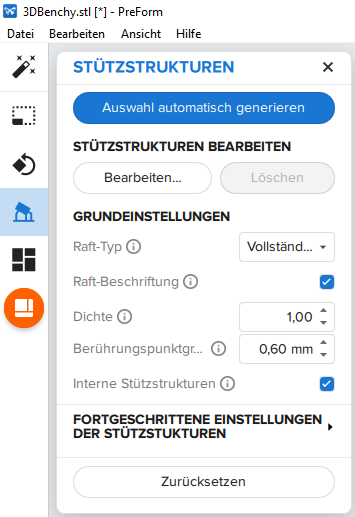 3DBenchy.stl [*] - PreForm
Datei Bearbeiten Ansicht Hilfe
STÜTZSTRUKTUREN
Auswahl automatisch generieren
STÜTZSTRUKTUREN BEARBEITEN
Bearbeiten... Löschen
GRUNDEINSTELLUNGEN
Raft-Typ Vollständ...
Raft-Beschriftung
Dichte 1,00
Berührungspunktgr... 0,60 mm
Interne Stützstrukturen
FORTGESCHRITTENE EINSTELLUNGEN
DER STÜTZSTUKTUREN
Zurücksetzen